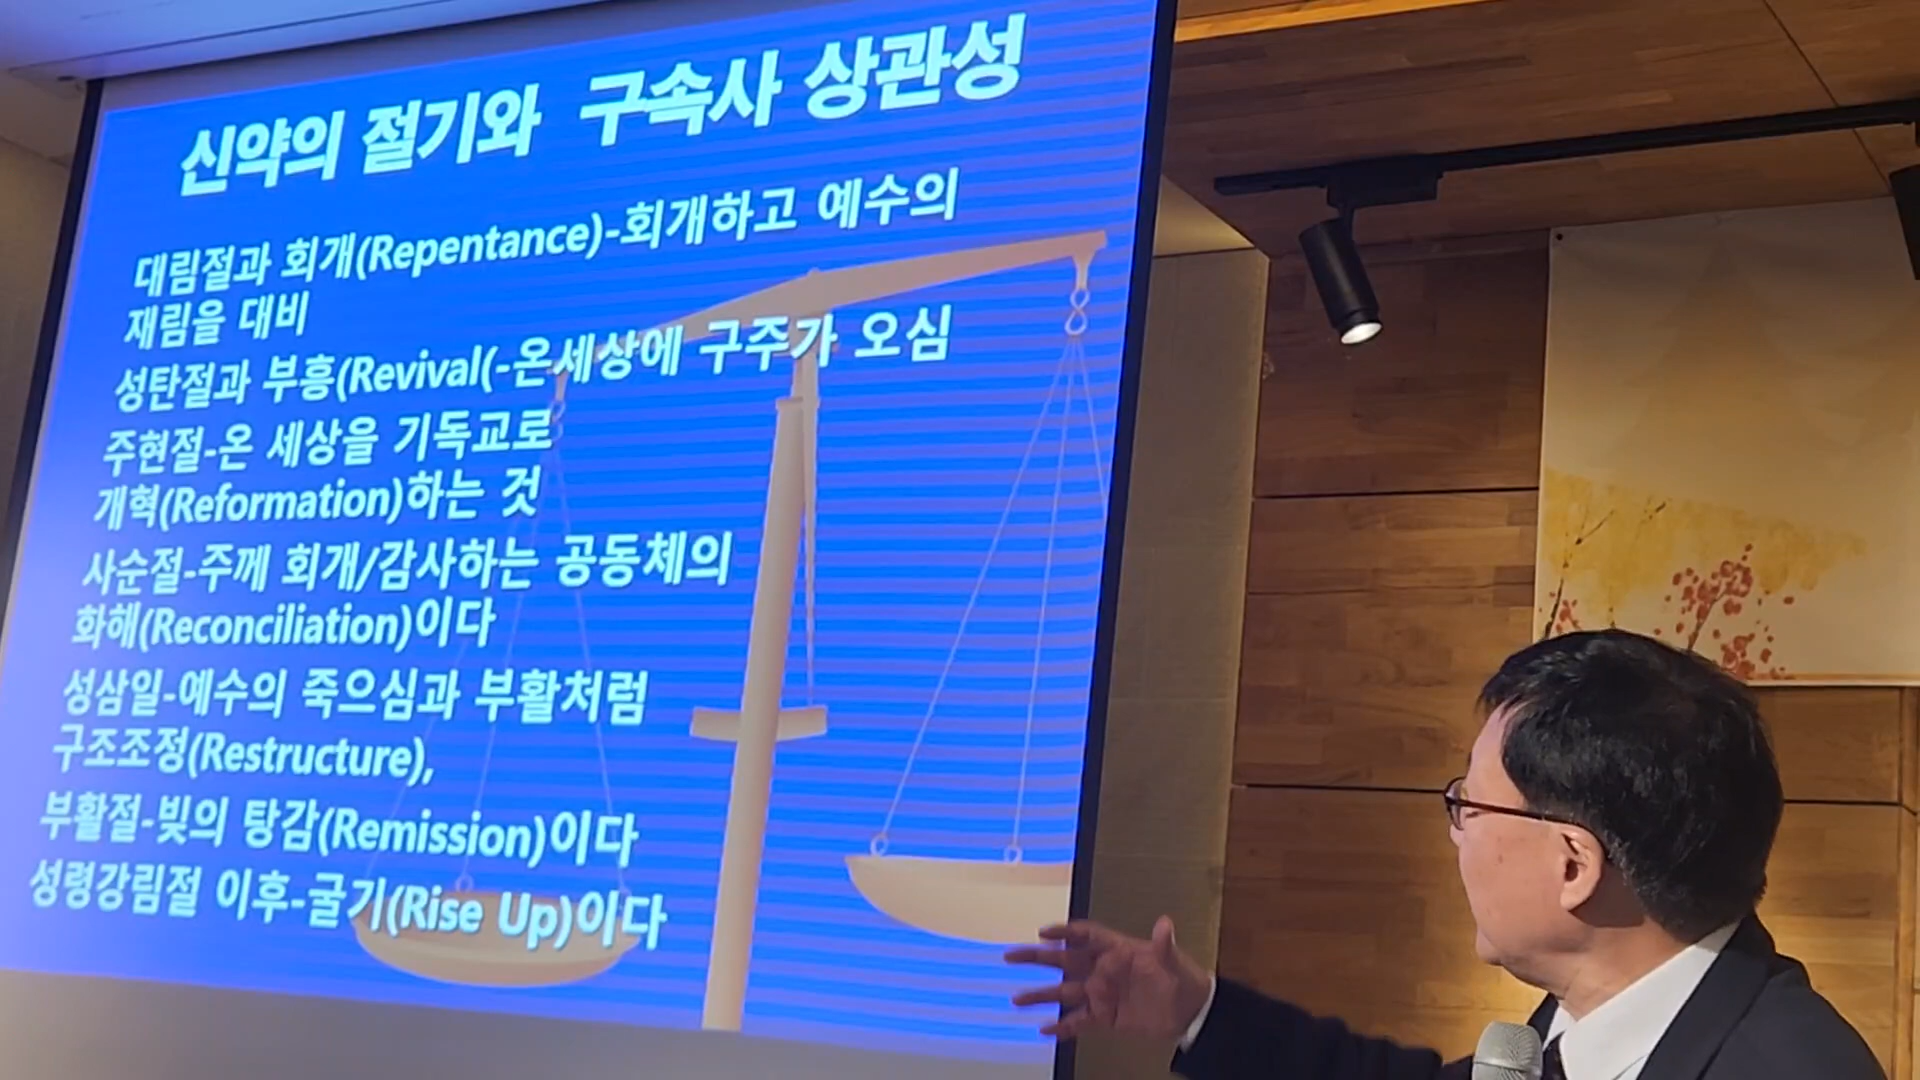 신약의 절기와 구속사 상관성
대림절과 회개(Repentance)-회개하고 예수의
재림을 대비
성탄절과 부흥(Revival(-온세상에 구주가 오심
주현절-온 세상을 기독교로
개혁(Reformation)하는 것
사순절-주께 회개/감사하는 공동체의
화해(Reconciliation)이다
성삼일-예수의 죽으심과 부활처럼
구조조정(Restructure),
부활절-빚의 탕감(Remission)이다
성령강림절 이후-굴기(Rise Up)이다